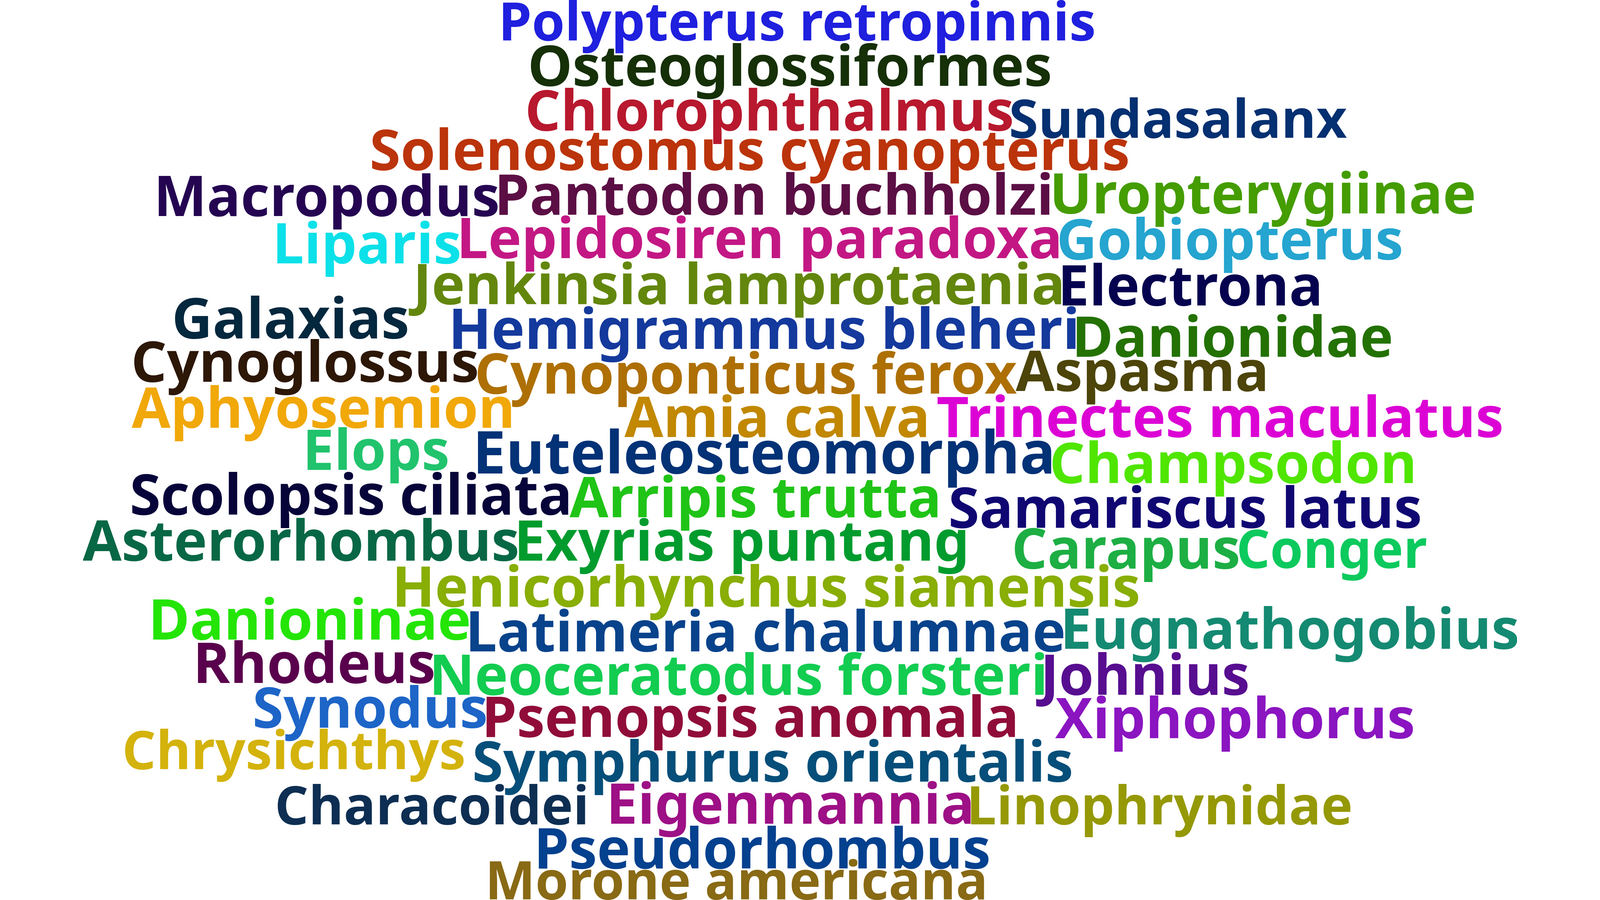 Polypterus retropinnis
Osteoglossiformes
Chlorophthalmus Sundasalanx
Solenostomus cyanopterus
Macropodus Pantodon buchholzi Uropterygiinae
Liparis Lepidosiren paradoxa Gobiopterus
Jenkinsia lamprotaenia Electrona
Galaxias Hemigrammus bleheri Danionidae
Cynoglossus Cynoponticus ferox Aspasma
Aphyosemion Amia calva Trinectes maculatus
Elops Euteleosteomorpha Champsodon
Scolopsis ciliata Arripis trutta Samariscus latus
Asterorhombus Exyrias puntang Carapus Conger
Henicorhynchus siamensis
Danioninae Latimeria chalumnae Eugnathogobius
Rhodeus Neoceratodus forsteri Johnius
Synodus Psenopsis anomala Xiphophorus
Chrysichthys Symphurus orientalis
Characoidei Eigenmannia Linophrynidae
Pseudorhombus
Morone americana